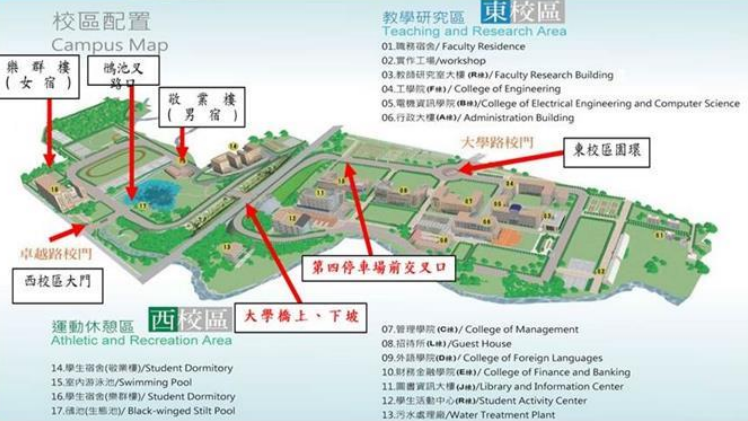 校區配置
Campus Map
教學研究區 東校區
Teaching and Research Area
01.職務宿舍/ Faculty Residence
02.實作工場/workshop
03.教師研究室大樓 (R棟)/ Faculty Research Building
04.工學院(F棟) / College of Engineering
05.電機資訊學院(B棟)/College of Electrical Engineering and Computer Science
06.行政大樓(A棟)/ Administration Building
樂群樓
(女宿)
鴴池叉
路口
敬業樓
(男宿)
大學路校門
東校區圓環
卓越路校門
西校區大門
第四停車場前交叉口
大學橋上、下坡
運動休憩區 西校區
Athletic and Recreation Area
14.學生宿舍(敬業樓)/Student Dormitory
15.室內游泳池/Swimming Pool
16.學生宿舍(樂群樓)/ Student Dormitory
17.鴴池(生態池)/ Black-winged Stilt Pool
07.管理學院(C棟)/ College of Management
08.招待所(L棟)/Guest House
09.外語學院(D棟)/ College of Foreign Languages
10.財務金融學院(E棟)/ College of Finance and Banking
11.圖書資訊大樓(J棟)/Library and Information Center
12.學生活動中心(R棟)/Student Activity Center
13.污水處理廠/Water Treatment Plant